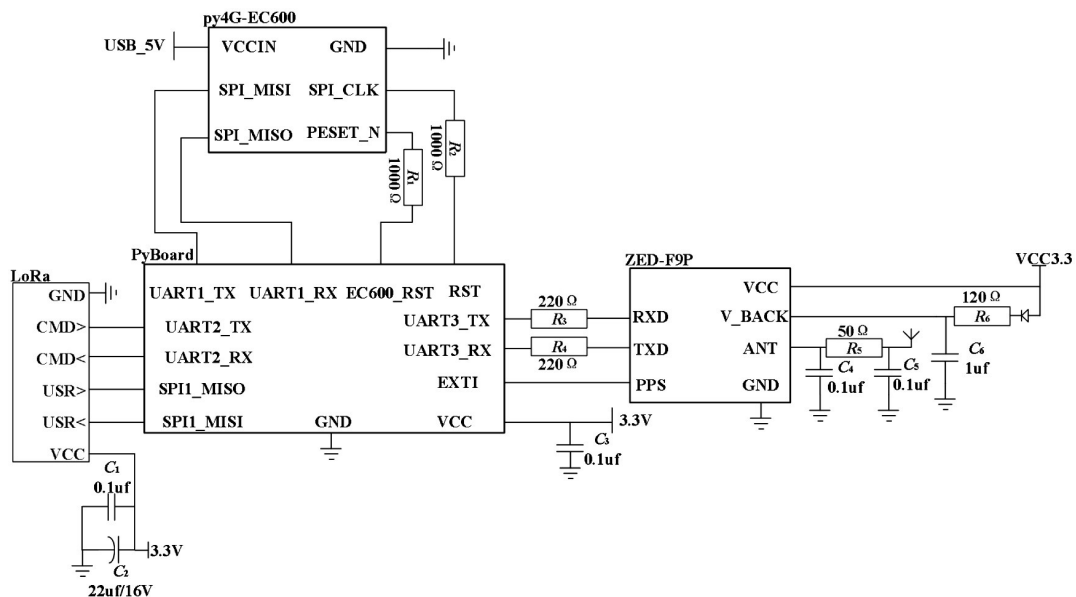 py4G-EC600
USB_5V
VCCIN
GND
SPI_MISI
SPI_CLK
SPI_MISO
PESET_N
R1
1000 Ω
R2
1000 Ω
PyBoard
UART1_TX
UART1_RX
EC600_RST
RST
UART2_TX
UART2_RX
SPI1_MISO
SPI1_MISI
GND
UART3_TX
UART3_RX
EXTI
VCC
LoRa
GND
CMD>
CMD<
USR>
USR<
VCC
C1
0.1uf
C2
22uf/16V
3.3V
220 Ω
R3
R4
220 Ω
C3
0.1uf
3.3V
ZED-F9P
VCC
RXD
V_BACK
TXD
ANT
PPS
GND
VCC3.3
120 Ω
R6
50 Ω
R5
C4
0.1uf
C5
0.1uf
C6
1uf